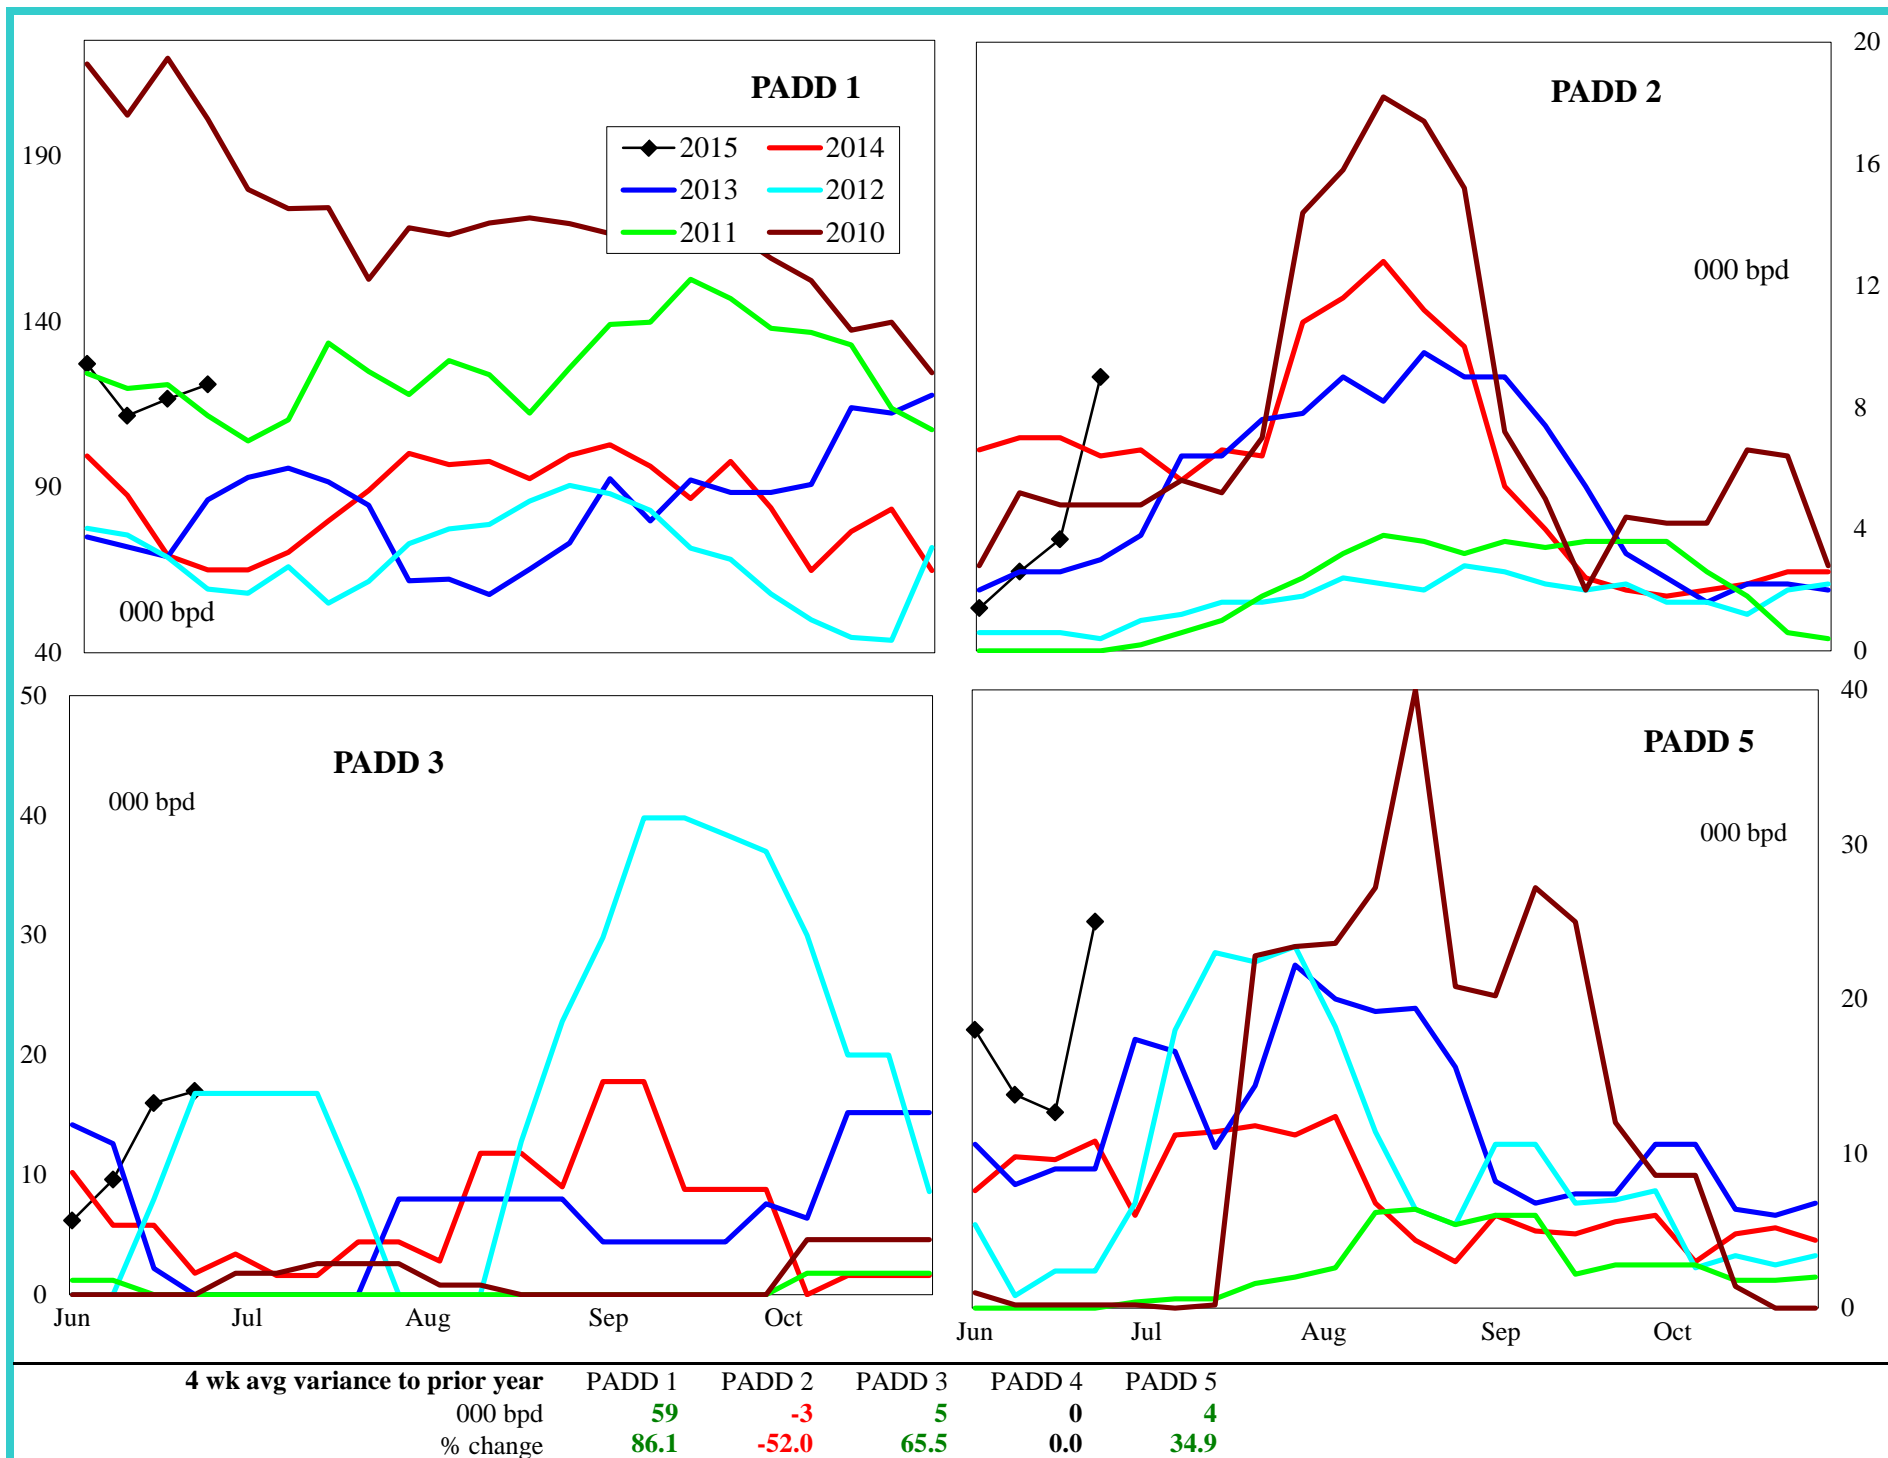 PADD 1
2015 2014
2013 2012
2011 2010
190
140
90
40
000 bpd
PADD 2
000 bpd
20
16
12
8
4
0
PADD 3
000 bpd
50
40
30
20
10
0
Jun Jul Aug Sep Oct
PADD 5
000 bpd
40
30
20
10
0
Jun Jul Aug Sep Oct
4 wk avg variance to prior year PADD 1 PADD 2 PADD 3 PADD 4 PADD 5
000 bpd 59 -3 5 0 4
% change 86.1 -52.0 65.5 0.0 34.9